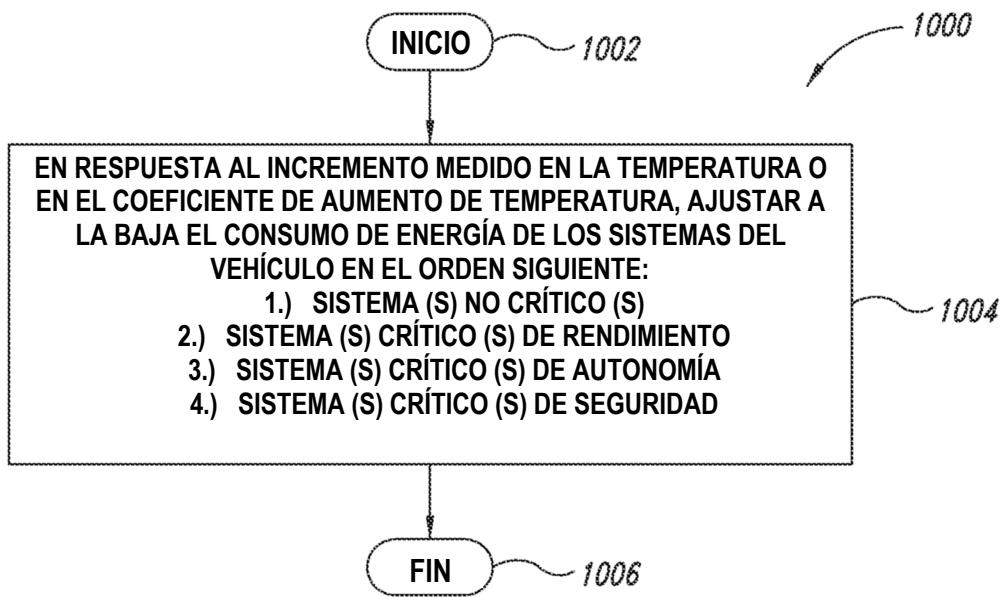 INICIO
1002
1000
EN RESPUESTA AL INCREMENTO MEDIDO EN LA TEMPERATURA O
EN EL COEFICIENTE DE AUMENTO DE TEMPERATURA, AJUSTAR A
LA BAJA EL CONSUMO DE ENERGÍA DE LOS SISTEMAS DEL
VEHÍCULO EN EL ORDEN SIGUIENTE:
1.) SISTEMA (S) NO CRÍTICO (S)
2.) SISTEMA (S) CRÍTICO (S) DE RENDIMIENTO
3.) SISTEMA (S) CRÍTICO (S) DE AUTONOMÍA
4.) SISTEMA (S) CRÍTICO (S) DE SEGURIDAD
1004
FIN
1006